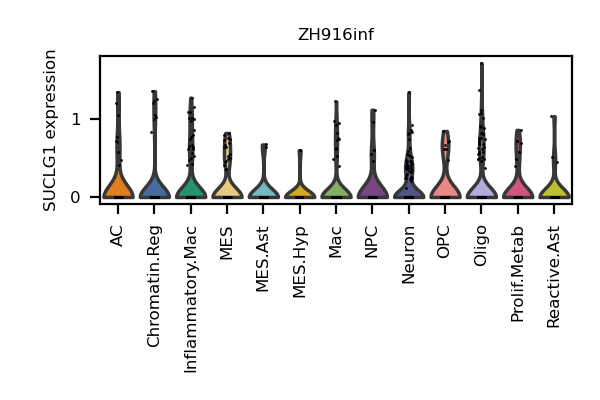 ZH916inf
SUCLG1 expression
1
0
AC
Chromatin.Reg
Inflammatory.Mac
MES
MES.Ast
MES.Hyp
Mac
NPC
Neuron
OPC
Oligo
Prolif.Metab
Reactive.Ast